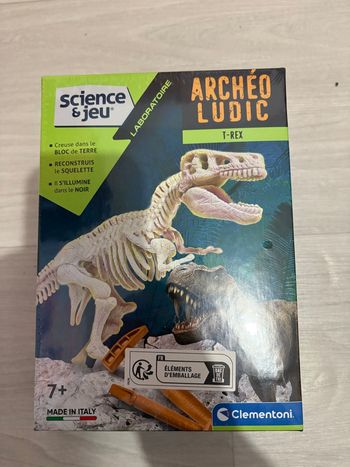 science
& jeu
LABORATOIRE
ARCHÉO
LUDIC
T-REX
• Creuse dans le
BLOC de TERRE
• RECONSTRUIS
le SQUELETTE
• Il S'ILLUMINE
dans le NOIR
FR
ÉLÉMENTS
D'EMBALLAGE
7+
MADE IN ITALY
Clementoni